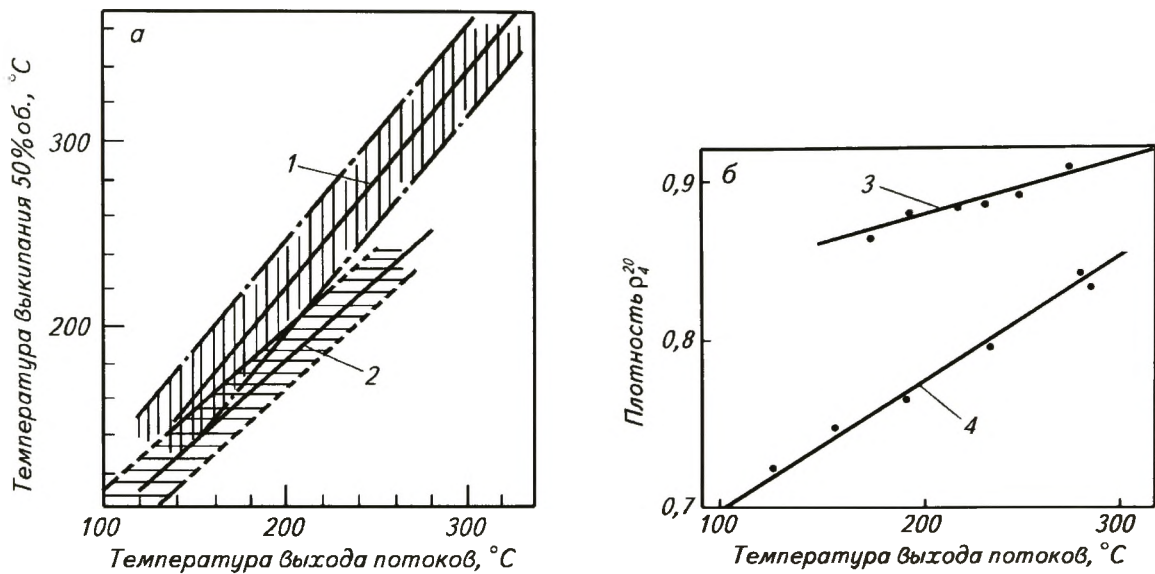 а
Температура выкипания 50%об., °С
300
200
1
2
100
200
300
Температура выхода потоков, °С
б
Плотность ρ₄²⁰
0,9
0,8
0,7
3
4
100
200
300
Температура выхода потоков, °С